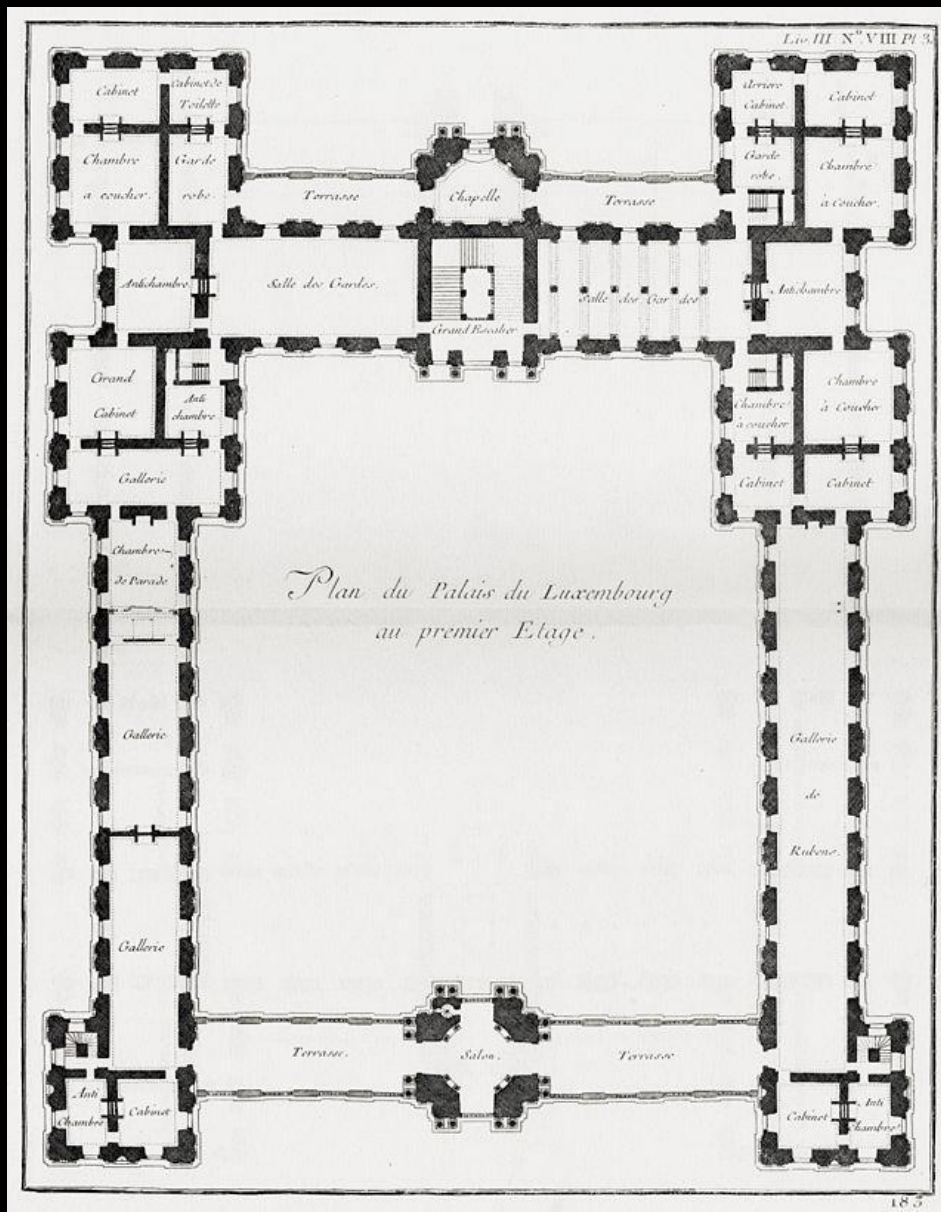 Liv. III N.º VIII Pl. 3.
Cabinet
Cabinet de
Toilette
Arriere
Cabinet.
Cabinet
Chambre
a coucher.
Garde
robe.
Terrasse
Chapelle
Terrasse
Garde
robe.
Chambre
à Coucher.
Antichambre.
Salle des Gardes.
Grand Escalier
Salle des Gardes
Antichambre
Grand
Cabinet
Anti
chambre
Chambre
à coucher
Chambre
à Coucher
Gallerie
Cabinet
Cabinet
Chambre
de Parade
Plan du Palais du Luxembourg
au premier Etage.
Gallerie
Gallerie
de
Rubens.
Gallerie
Terrasse.
Salon.
Terrasse
Anti
Chambre
Cabinet
Cabinet
Anti
chambre
183